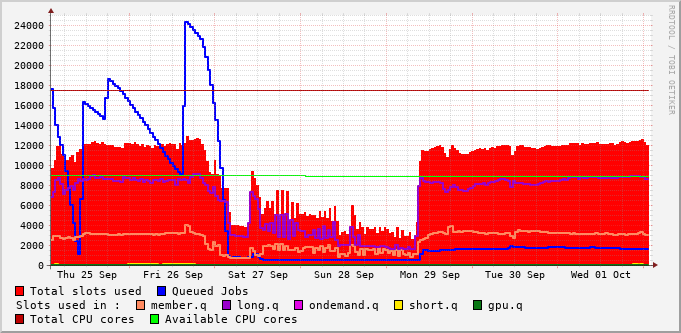 24000
22000
20000
18000
16000
14000
12000
10000
8000
6000
4000
2000
0
Thu 25 Sep Fri 26 Sep Sat 27 Sep Sun 28 Sep Mon 29 Sep Tue 30 Sep Wed 01 Oct
Total slots used Queued Jobs
Slots used in : member.q long.q ondemand.q short.q gpu.q
Total CPU cores Available CPU cores
RRDTOOL / TOBI OETIKER